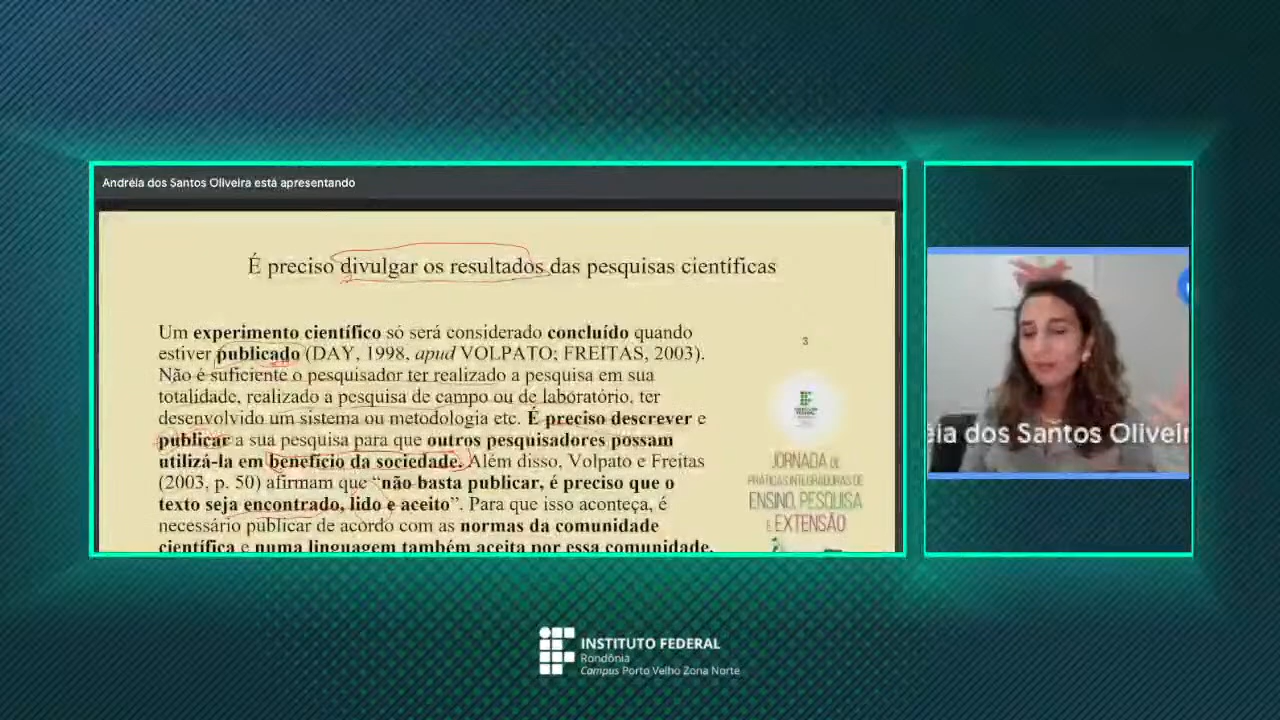 Andréia dos Santos Oliveira está apresentando
É preciso divulgar os resultados das pesquisas científicas
Um experimento científico só será considerado concluído quando
estiver publicado (DAY, 1998, apud VOLPATO; FREITAS, 2003).
Não é suficiente o pesquisador ter realizado a pesquisa em sua
totalidade, realizado a pesquisa de campo ou de laboratório, ter
desenvolvido um sistema ou metodologia etc. É preciso descrever e
publicar a sua pesquisa para que outros pesquisadores possam
utilizá-la em benefício da sociedade. Além disso, Volpato e Freitas
(2003, p. 50) afirmam que “não basta publicar, é preciso que o
texto seja encontrado, lido e aceito”. Para que isso aconteça, é
necessário publicar de acordo com as normas da comunidade
científica e numa linguagem também aceita por essa comunidade.
3
JORNADA DE
PRÁTICAS INTEGRADORAS DE
ENSINO, PESQUISA
E EXTENSÃO
éia dos Santos Oliveir
INSTITUTO FEDERAL
Rondônia
Campus Porto Velho Zona Norte